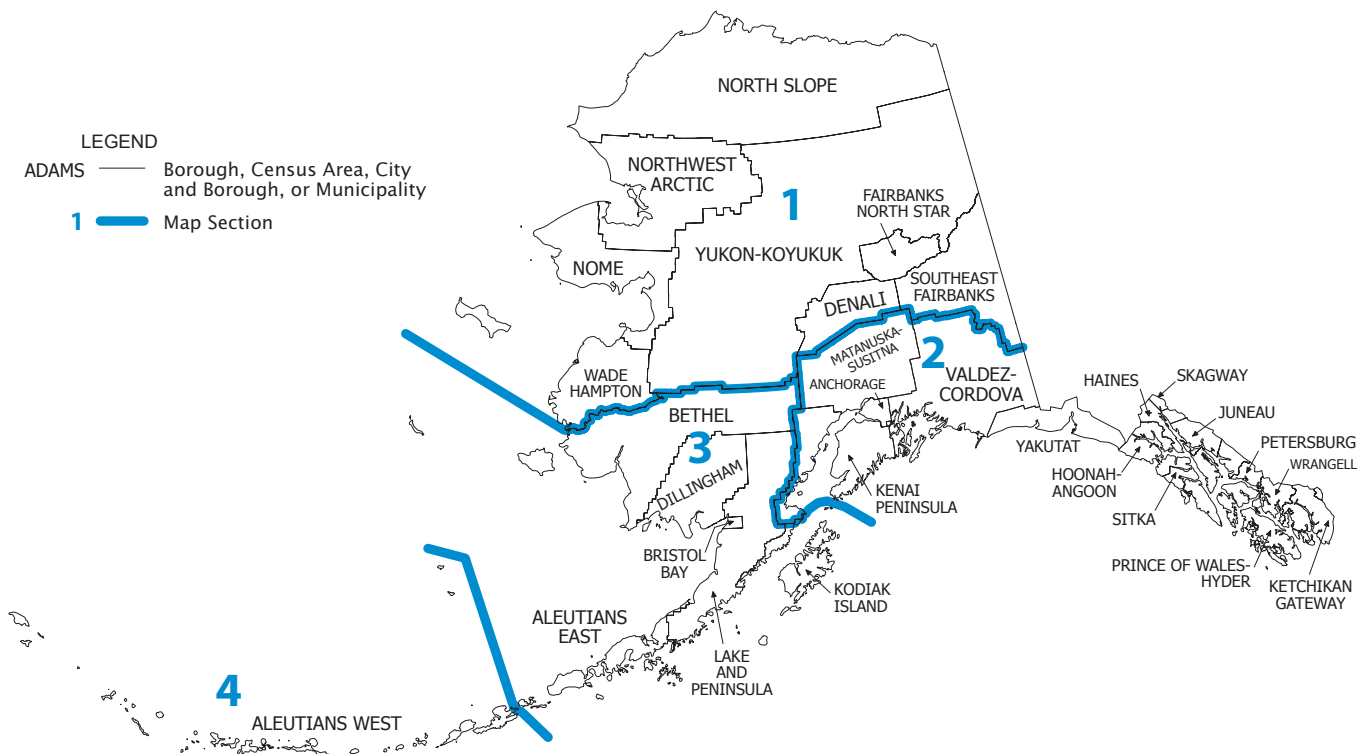 NORTH SLOPE
LEGEND
ADAMS
Borough, Census Area, City
and Borough, or Municipality
1
Map Section
NORTHWEST
ARCTIC
1
FAIRBANKS
NORTH STAR
NOME
YUKON-KOYUKUK
SOUTHEAST
FAIRBANKS
DENALI
MATANUSKA-
SUSITNA
2
WADE
HAMPTON
ANCHORAGE
VALDEZ-
CORDOVA
HAINES
SKAGWAY
BETHEL
JUNEAU
3
YAKUTAT
PETERSBURG
WRANGELL
HOONAH-
ANGOON
DILLINGHAM
KENAI
PENINSULA
SITKA
BRISTOL
BAY
PRINCE OF WALES-
HYDER
KODIAK
ISLAND
KETCHIKAN
GATEWAY
ALEUTIANS
EAST
LAKE
AND
PENINSULA
4
ALEUTIANS WEST